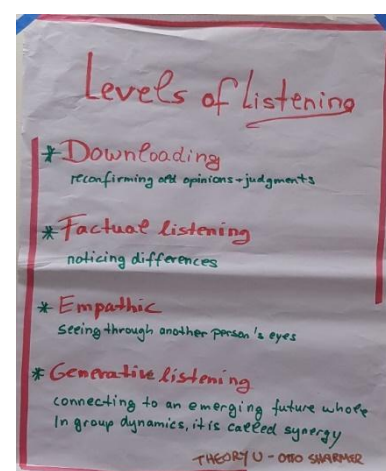 Levels of Listening
* Downloading
reconfirming old opinions + judgments
* Factual listening
noticing differences
* Empathic
seeing through another person's eyes
* Generative listening
connecting to an emerging future whole
In group dynamics, it is called synergy
THEORY U - OTTO SHARMER